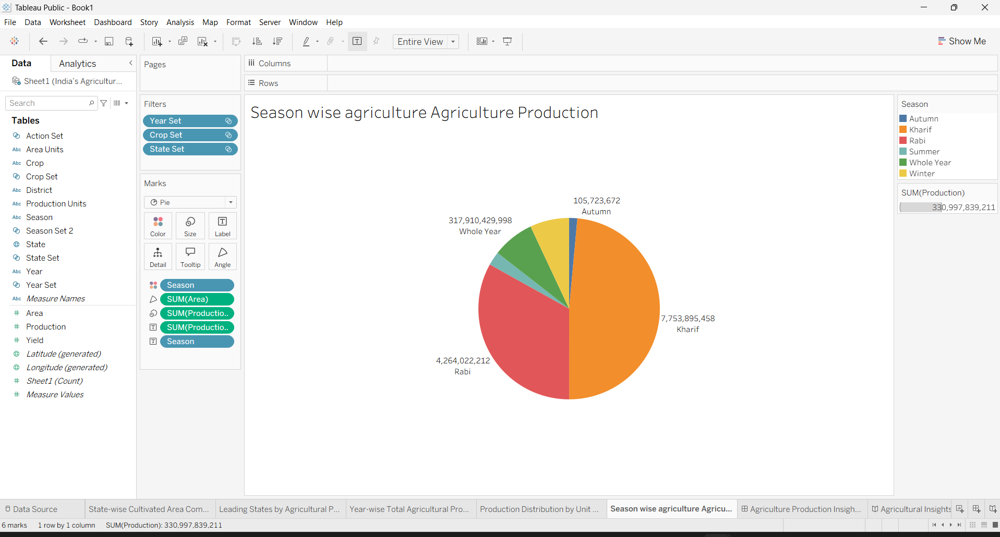 Tableau Public - Book1
File Data Worksheet Dashboard Story Analysis Map Format Server Window Help
Entire View
Show Me
Data
Analytics
Sheet1 (India's Agricultur...
Search
Tables
Action Set
Abc Area Units
Abc Crop
Crop Set
Abc District
Abc Production Units
Abc Season
Season Set 2
State
State Set
Abc Year
Year Set
Abc Measure Names
# Area
# Production
# Yield
Latitude (generated)
Longitude (generated)
# Sheet1 (Count)
# Measure Values
Pages
Filters
Year Set
Crop Set
State Set
Marks
Pie
Color
Size
Label
Detail
Tooltip
Angle
Season
SUM(Area)
SUM(Productio..
SUM(Productio..
Season
Columns
Rows
Season wise agriculture Agriculture Production
105,723,672
Autumn
317,910,429,998
Whole Year
7,753,895,458
Kharif
4,264,022,212
Rabi
Season
Autumn
Kharif
Rabi
Summer
Whole Year
Winter
SUM(Production)
330,997,839,211
Data Source
State-wise Cultivated Area Com...
Leading States by Agricultural P...
Year-wise Total Agricultural Pro...
Production Distribution by Unit ...
Season wise agriculture Agricu...
Agriculture Production Insigh...
Agricultural Insights
6 marks
1 row by 1 column
SUM(Production): 330,997,839,211